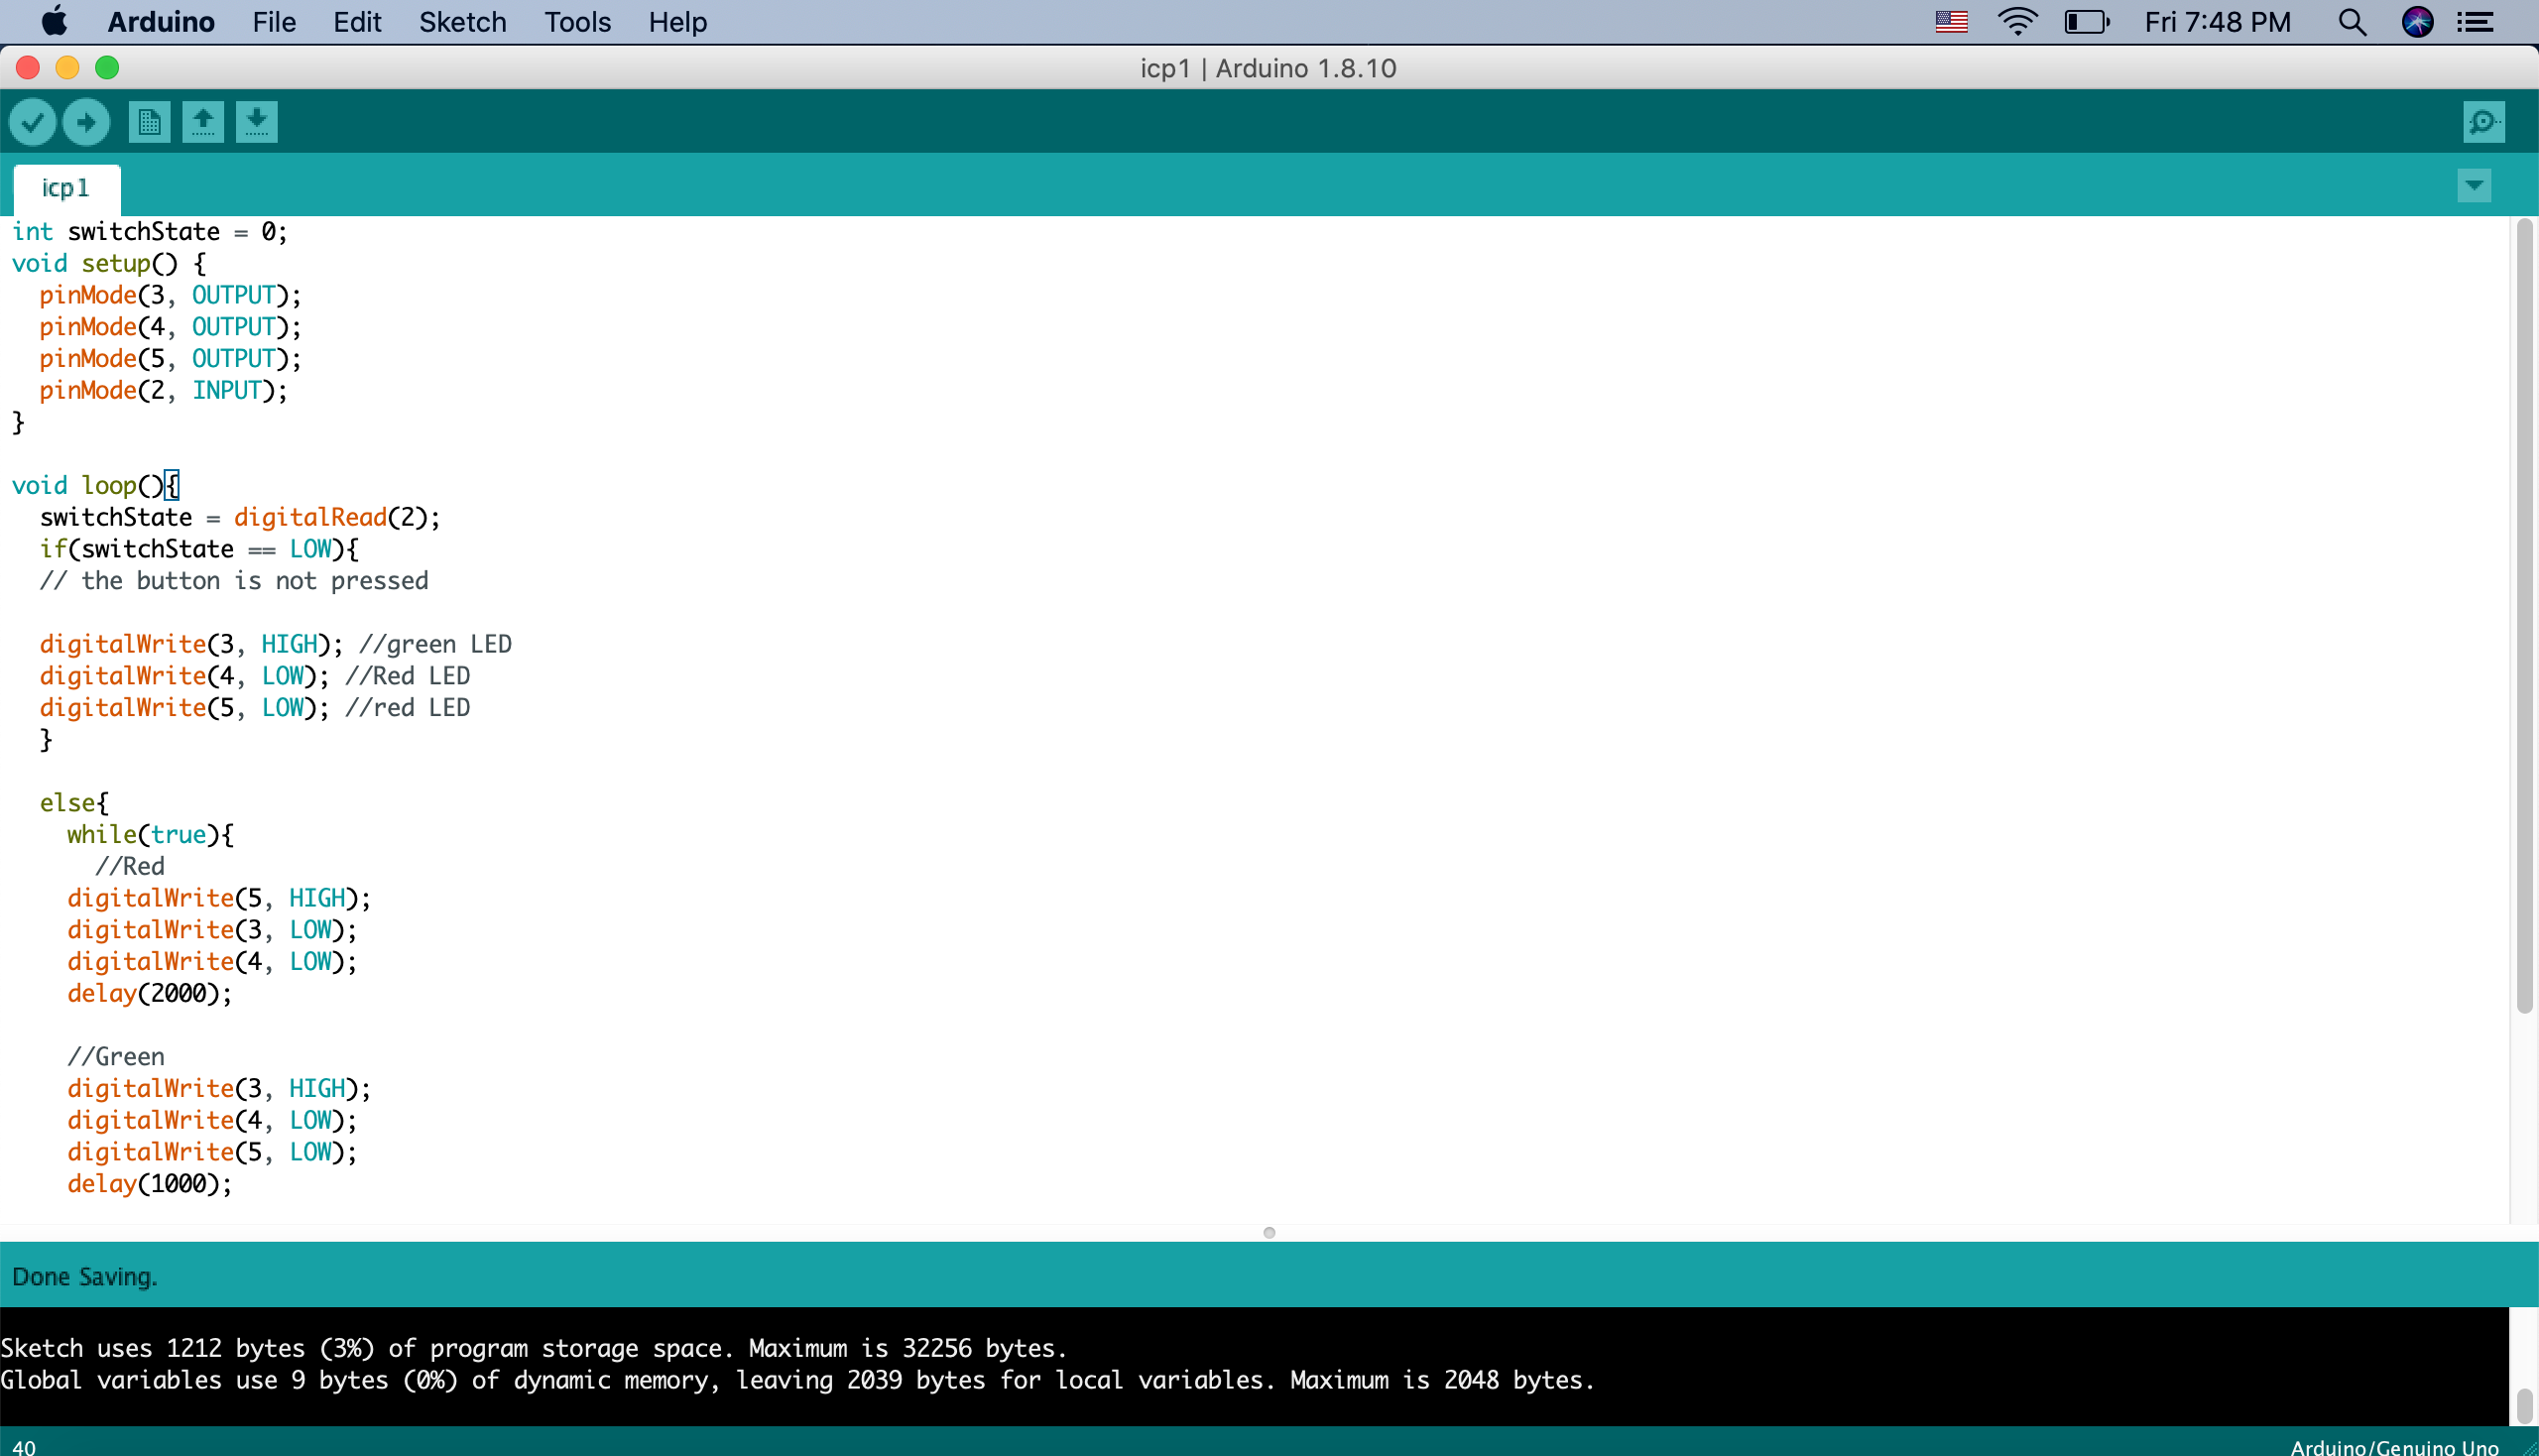 Arduino File Edit Sketch Tools Help Fri 7:48 PM
icp1 | Arduino 1.8.10
icp1
int switchState = 0;
void setup() {
  pinMode(3, OUTPUT);
  pinMode(4, OUTPUT);
  pinMode(5, OUTPUT);
  pinMode(2, INPUT);
}
void loop(){
  switchState = digitalRead(2);
  if(switchState == LOW){
  // the button is not pressed
  digitalWrite(3, HIGH); //green LED
  digitalWrite(4, LOW); //Red LED
  digitalWrite(5, LOW); //red LED
  }
  else{
    while(true){
      //Red
    digitalWrite(5, HIGH);
    digitalWrite(3, LOW);
    digitalWrite(4, LOW);
    delay(2000);
    //Green
    digitalWrite(3, HIGH);
    digitalWrite(4, LOW);
    digitalWrite(5, LOW);
    delay(1000);
Done Saving.
Sketch uses 1212 bytes (3%) of program storage space. Maximum is 32256 bytes.
Global variables use 9 bytes (0%) of dynamic memory, leaving 2039 bytes for local variables. Maximum is 2048 bytes.
40 Arduino/Genuino Uno